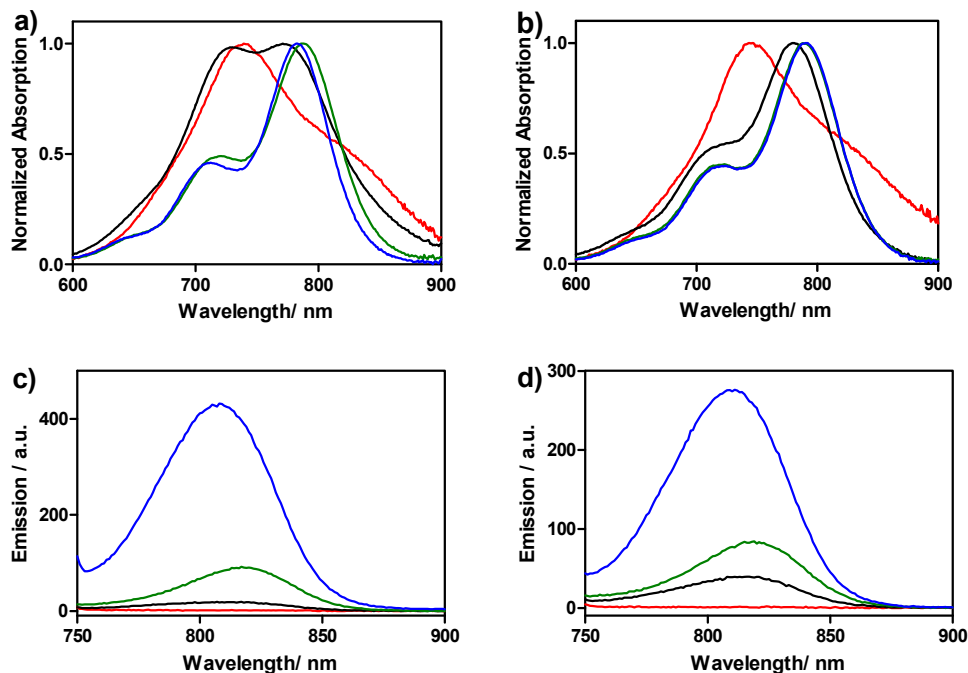 a)
Normalized Absorption
1.0
0.5
0.0
600 700 800 900
Wavelength/ nm
b)
Normalized Absorption
1.0
0.5
0.0
600 700 800 900
Wavelength/ nm
c)
Emission / a.u.
400
200
0
750 800 850 900
Wavelength/ nm
d)
Emission / a.u.
300
200
100
0
750 800 850 900
Wavelength/ nm